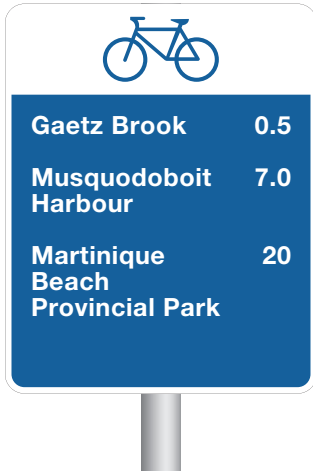 Gaetz Brook 0.5
Musquodoboit 7.0
Harbour
Martinique 20
Beach
Provincial Park